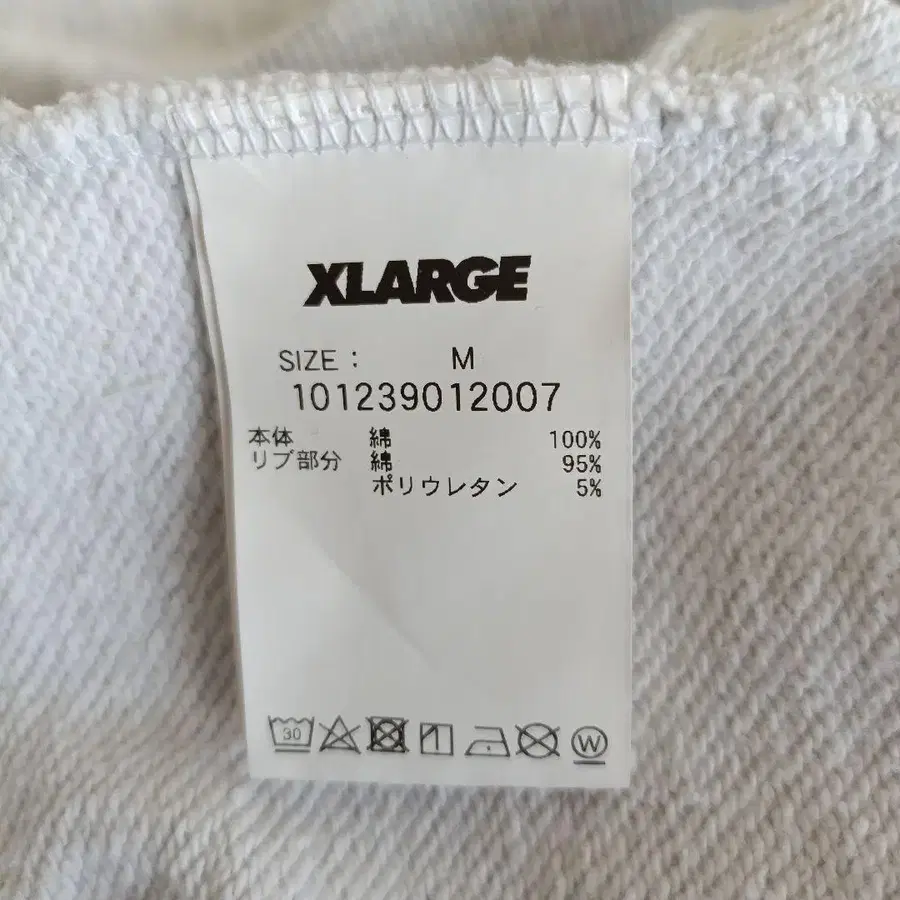 XLARGE
SIZE : M
101239012007
本体 綿 100%
リブ部分 綿 95%
ポリウレタン 5%
30
W